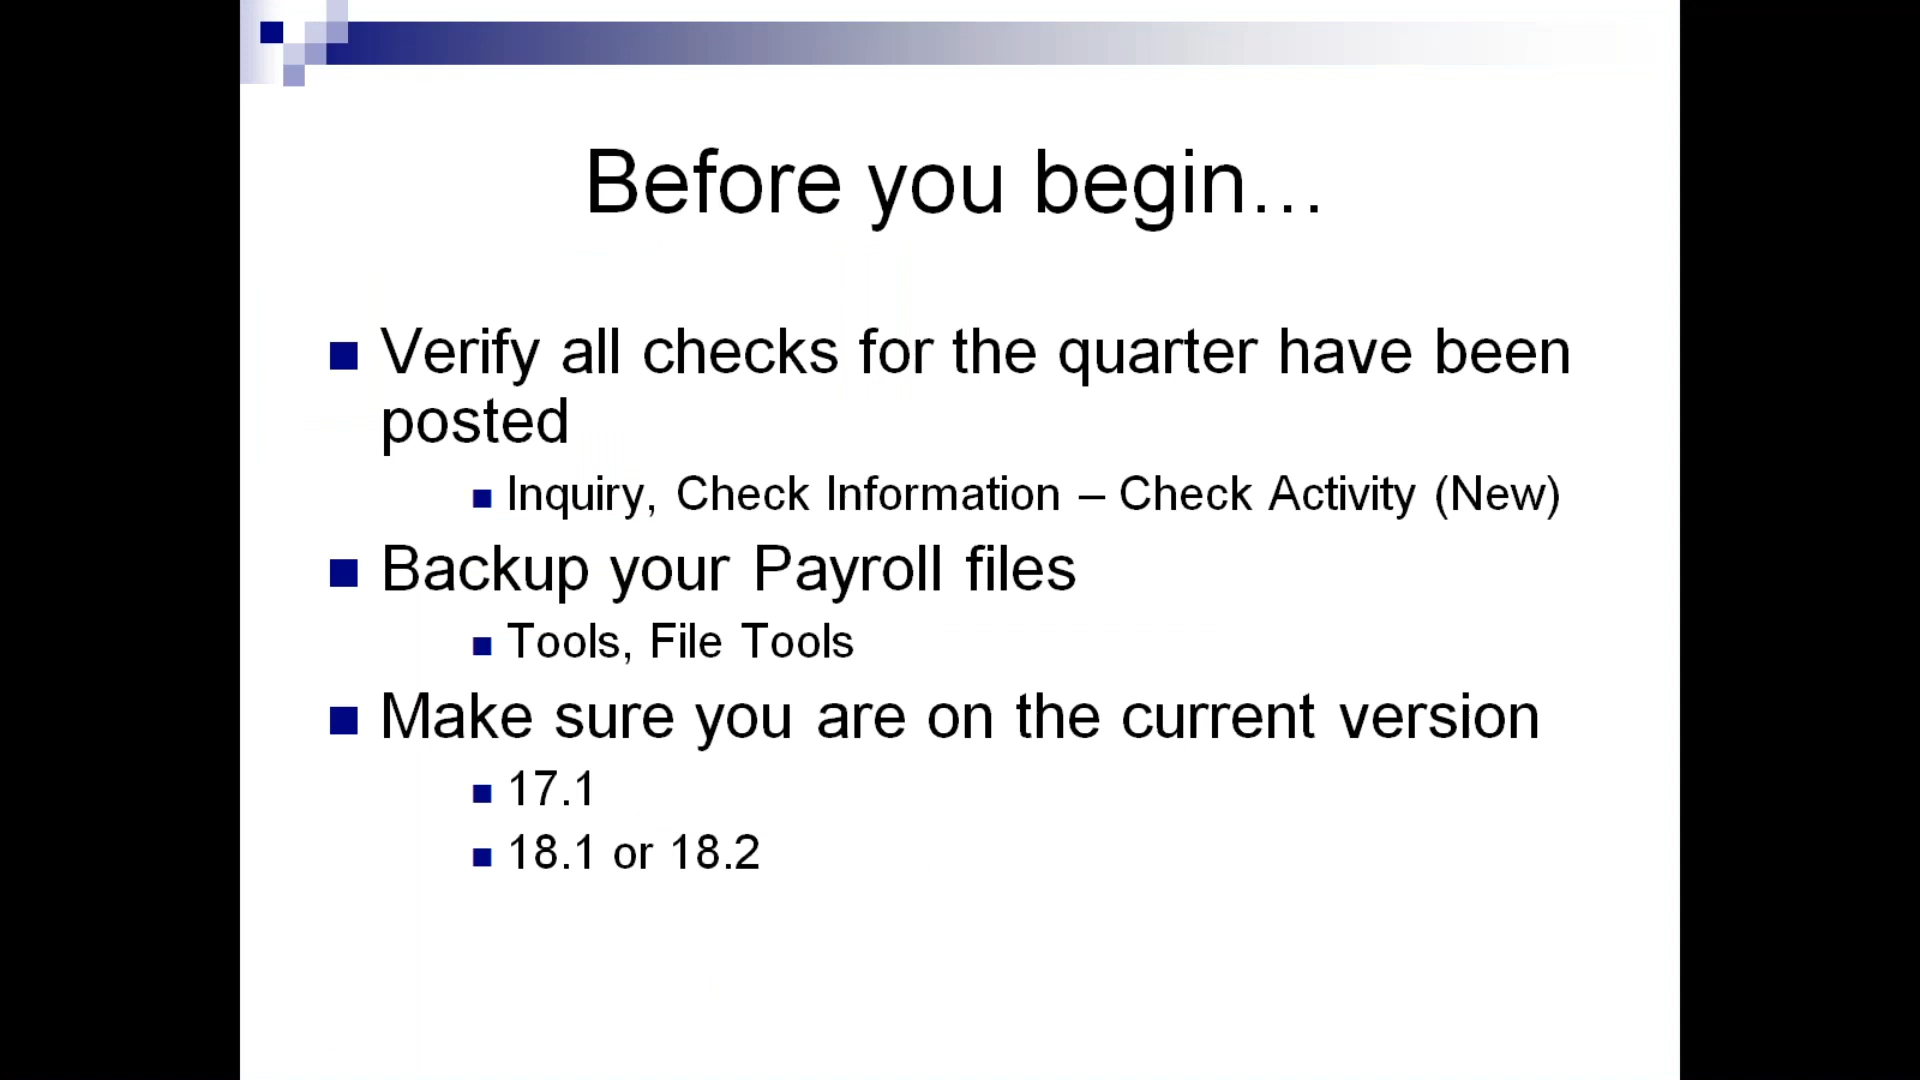 Before you begin...
Verify all checks for the quarter have been
posted
Inquiry, Check Information – Check Activity (New)
Backup your Payroll files
Tools, File Tools
Make sure you are on the current version
17.1
18.1 or 18.2